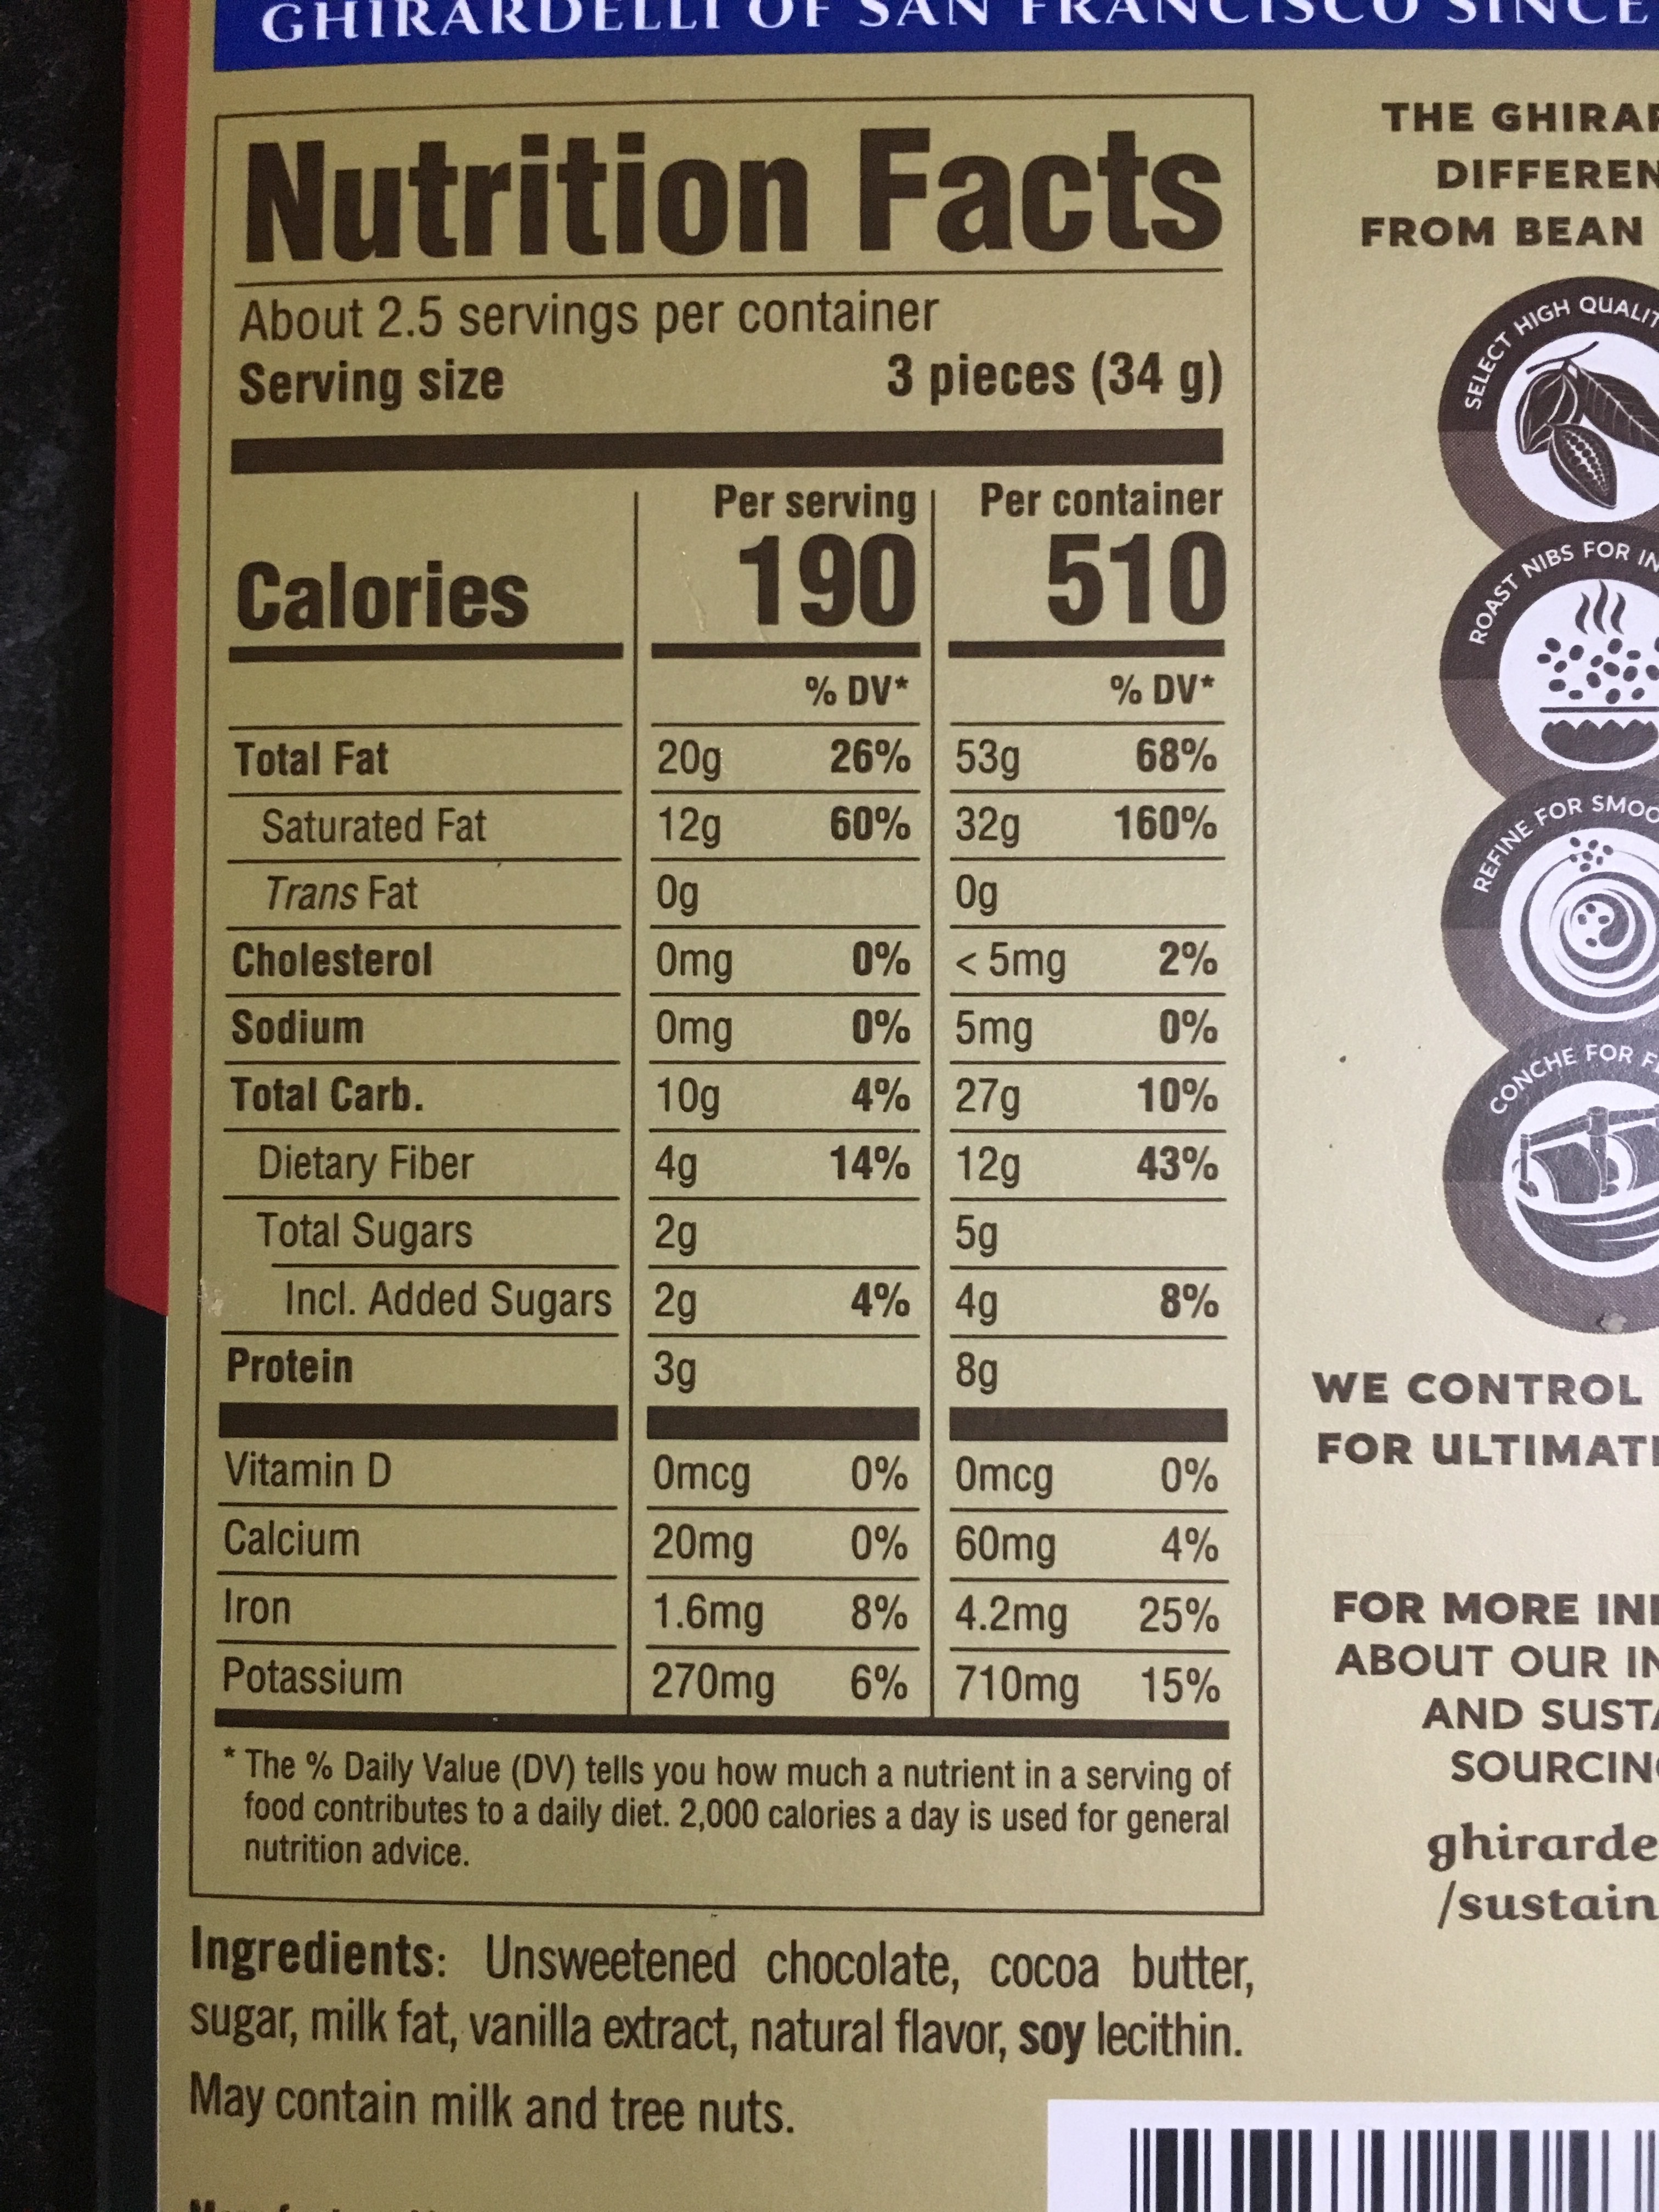 GHIRARDELLI OF SAN FRANCISCO SINCE
Nutrition Facts
About 2.5 servings per container
Serving size 3 pieces (34 g)
Per serving Per container
Calories 190 510
% DV* % DV*
Total Fat 20g 26% 53g 68%
Saturated Fat 12g 60% 32g 160%
Trans Fat 0g 0g
Cholesterol 0mg 0% < 5mg 2%
Sodium 0mg 0% 5mg 0%
Total Carb. 10g 4% 27g 10%
Dietary Fiber 4g 14% 12g 43%
Total Sugars 2g 5g
Incl. Added Sugars 2g 4% 4g 8%
Protein 3g 8g
Vitamin D 0mcg 0% 0mcg 0%
Calcium 20mg 0% 60mg 4%
Iron 1.6mg 8% 4.2mg 25%
Potassium 270mg 6% 710mg 15%
* The % Daily Value (DV) tells you how much a nutrient in a serving of
food contributes to a daily diet. 2,000 calories a day is used for general
nutrition advice.
Ingredients: Unsweetened chocolate, cocoa butter,
sugar, milk fat, vanilla extract, natural flavor, soy lecithin.
May contain milk and tree nuts.
THE GHIRAR
DIFFEREN
FROM BEAN
SELECT HIGH QUALIT
ROAST NIBS FOR IN
REFINE FOR SMOO
CONCHE FOR F
WE CONTROL
FOR ULTIMAT
FOR MORE IN
ABOUT OUR IN
AND SUSTA
SOURCIN
ghirarde
/sustain